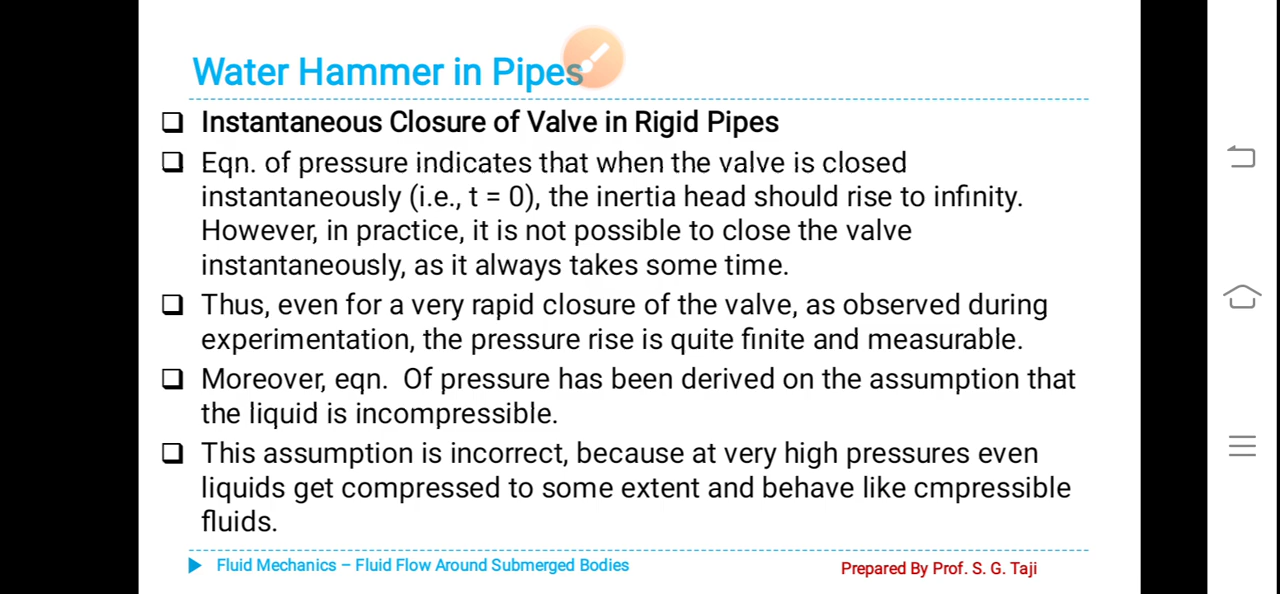 Water Hammer in Pipes
❑ Instantaneous Closure of Valve in Rigid Pipes
❑ Eqn. of pressure indicates that when the valve is closed
instantaneously (i.e., t = 0), the inertia head should rise to infinity.
However, in practice, it is not possible to close the valve
instantaneously, as it always takes some time.
❑ Thus, even for a very rapid closure of the valve, as observed during
experimentation, the pressure rise is quite finite and measurable.
❑ Moreover, eqn. Of pressure has been derived on the assumption that
the liquid is incompressible.
❑ This assumption is incorrect, because at very high pressures even
liquids get compressed to some extent and behave like cmpressible
fluids.
Fluid Mechanics – Fluid Flow Around Submerged Bodies
Prepared By Prof. S. G. Taji